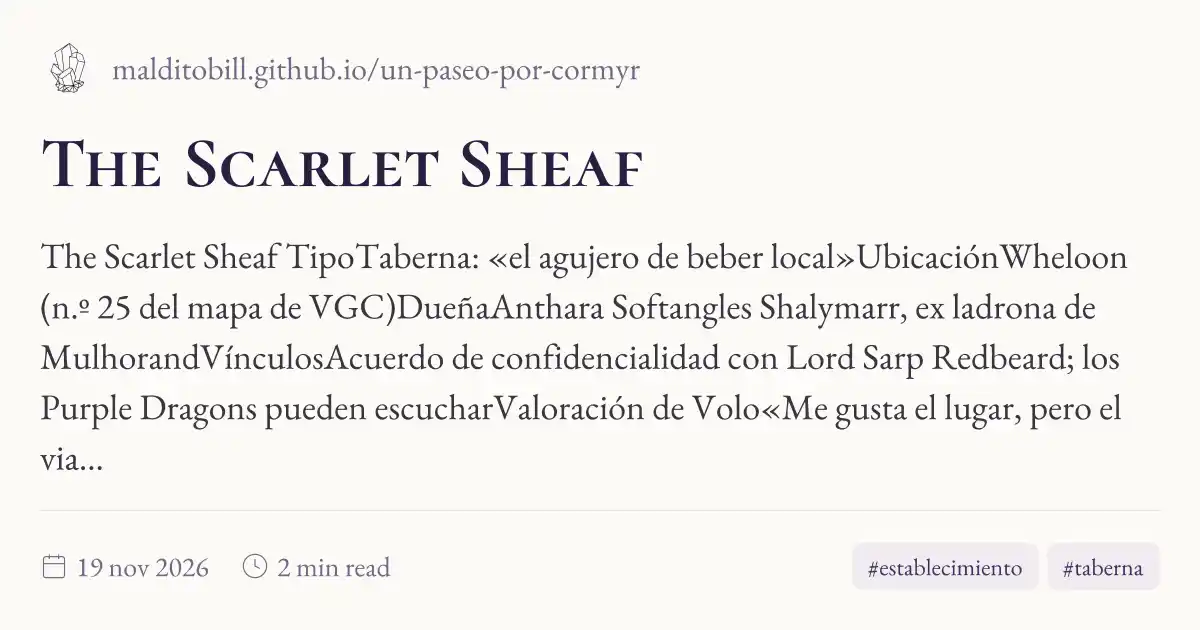 malditobill.github.io/un-paseo-por-cormyr
The Scarlet Sheaf
The Scarlet Sheaf TipoTaberna: «el agujero de beber local»UbicaciónWheloon
(n.º 25 del mapa de VGC)DueñaAnthara Softangles Shalymarr, ex ladrona de
MulhorandVínculosAcuerdo de confidencialidad con Lord Sarp Redbeard; los
Purple Dragons pueden escucharValoración de Volo«Me gusta el lugar, pero el
via...
19 nov 2026 2 min read #establecimiento #taberna